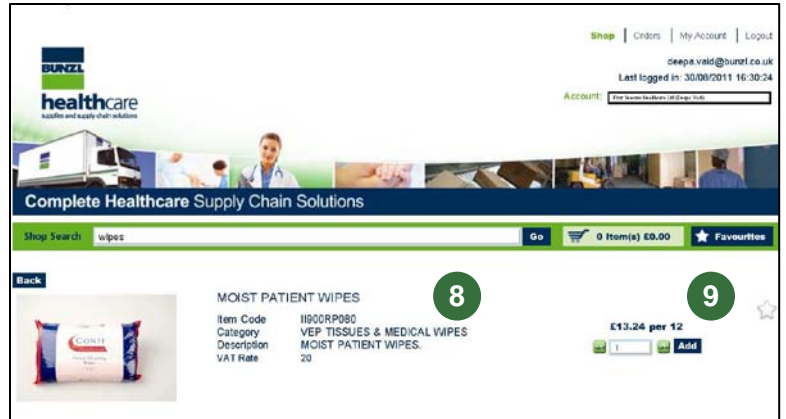 Shop | Orders | My Account | Logout
BUNZL
healthcare
supplies and supply chain solutions
deepa.vaid@bunzl.co.uk
Last logged in: 30/08/2011 16:30:24
Account:
Complete Healthcare Supply Chain Solutions
Shop Search wipes Go 0 Item(s) £0.00 Favourites
Back
MOIST PATIENT WIPES 8 9
Item Code II900RP080
Category VEP TISSUES & MEDICAL WIPES
Description MOIST PATIENT WIPES.
VAT Rate 20
£13.24 per 12
1 Add
CONTI